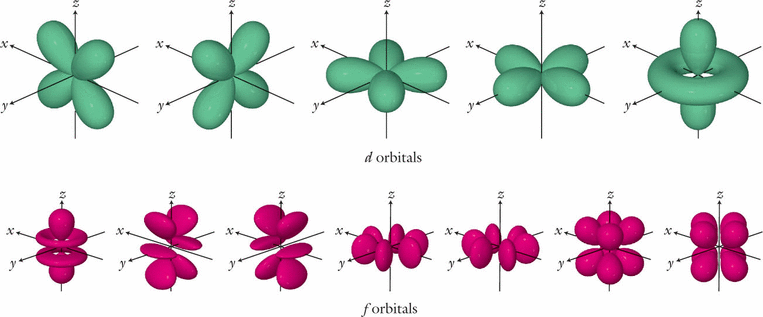 z z z z z
x x x x x
y y y y y
d orbitals
z z z z z z z
x x x x x x x
y y y y y y y
f orbitals